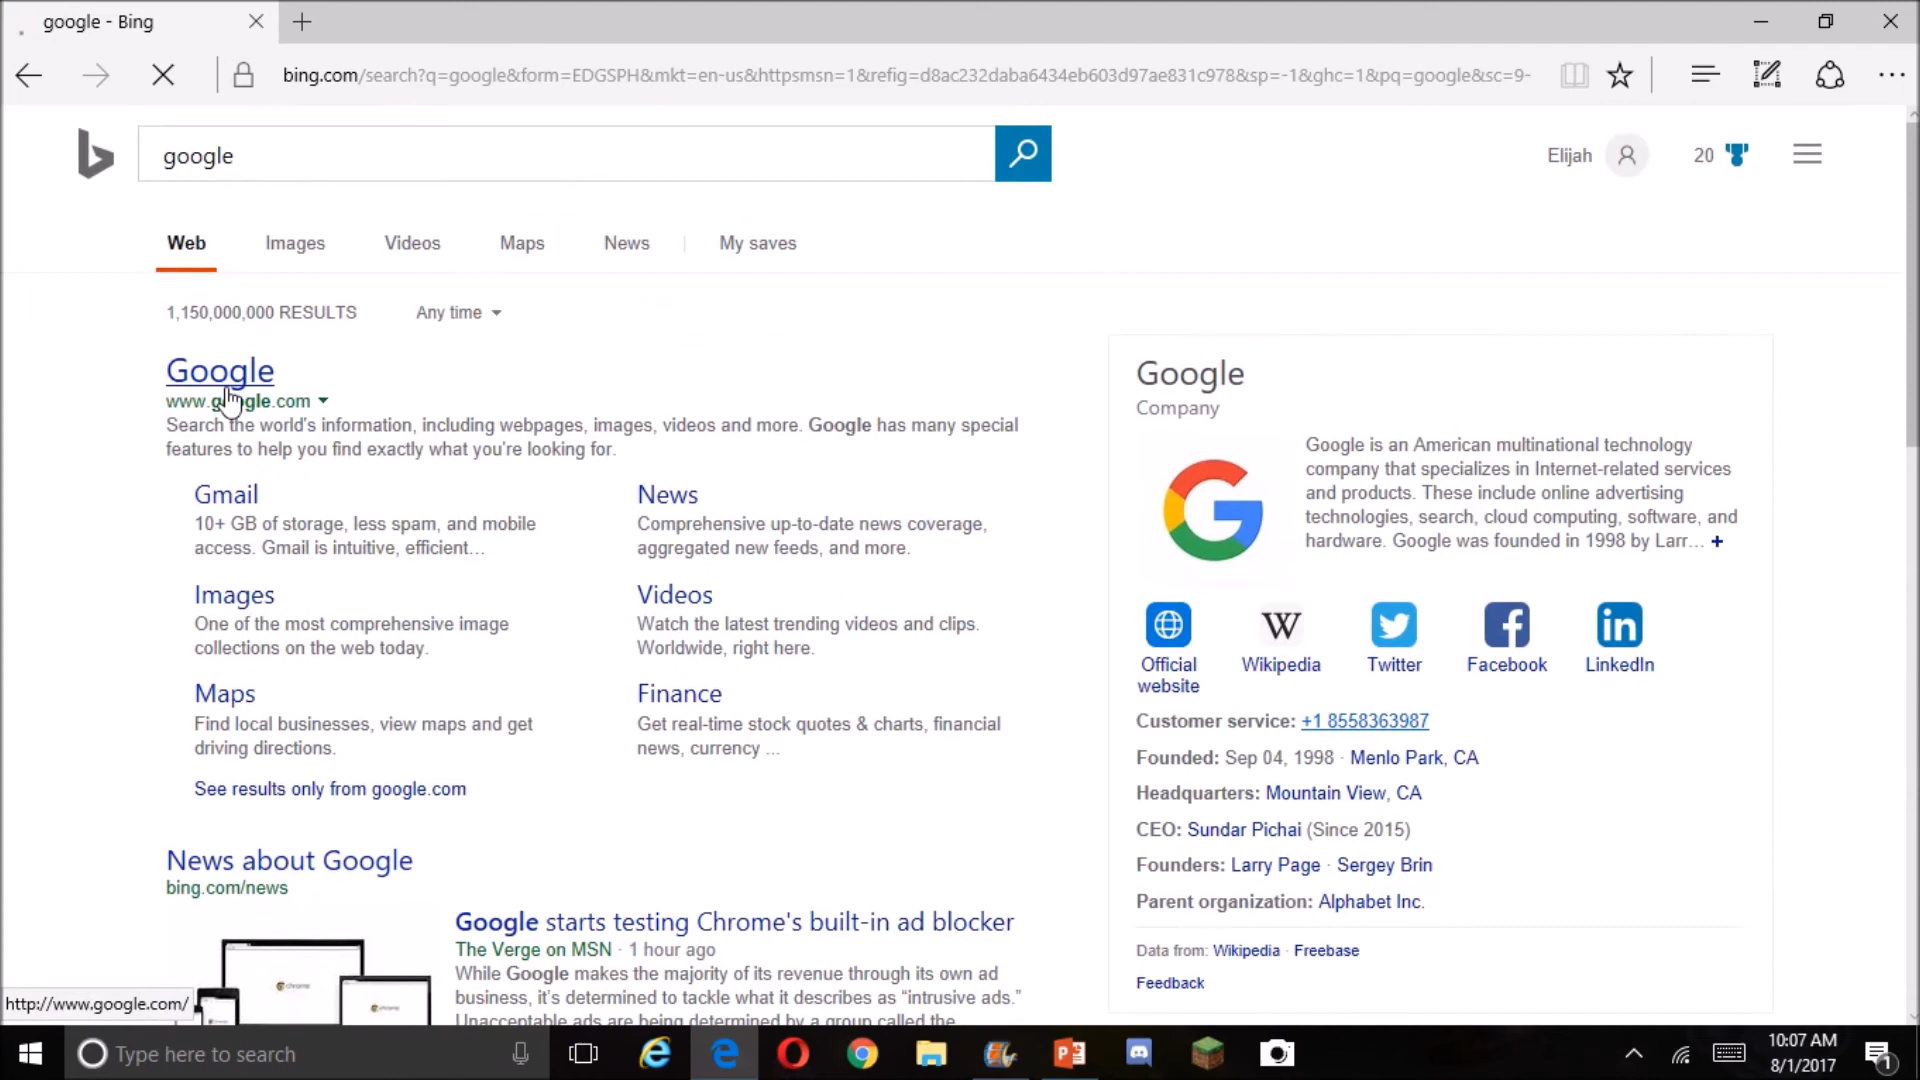 google - Bing
bing.com/search?q=google&form=EDGSPH&mkt=en-us&httpsmsn=1&refig=d8ac232daba6434eb603d97ae831c978&sp=-1&ghc=1&pq=google&sc=9-
google
Elijah
20
Web
Images
Videos
Maps
News
My saves
1,150,000,000 RESULTS
Any time
Google
www.google.com
Search the world's information, including webpages, images, videos and more. Google has many special
features to help you find exactly what you're looking for.
Gmail
10+ GB of storage, less spam, and mobile
access. Gmail is intuitive, efficient...
News
Comprehensive up-to-date news coverage,
aggregated new feeds, and more.
Images
One of the most comprehensive image
collections on the web today.
Videos
Watch the latest trending videos and clips.
Worldwide, right here.
Maps
Find local businesses, view maps and get
driving directions.
Finance
Get real-time stock quotes & charts, financial
news, currency ...
See results only from google.com
News about Google
bing.com/news
Google starts testing Chrome's built-in ad blocker
The Verge on MSN · 1 hour ago
While Google makes the majority of its revenue through its own ad
business, it's determined to tackle what it describes as “intrusive ads.”
Unacceptable ads are being determined by a group called the
chrome
chrome
http://www.google.com/
Google
Company
Google is an American multinational technology
company that specializes in Internet-related services
and products. These include online advertising
technologies, search, cloud computing, software, and
hardware. Google was founded in 1998 by Larr... +
Official
website
Wikipedia
Twitter
Facebook
LinkedIn
Customer service: +1 8558363987
Founded: Sep 04, 1998 · Menlo Park, CA
Headquarters: Mountain View, CA
CEO: Sundar Pichai (Since 2015)
Founders: Larry Page · Sergey Brin
Parent organization: Alphabet Inc.
Data from: Wikipedia · Freebase
Feedback
Type here to search
10:07 AM
8/1/2017
1